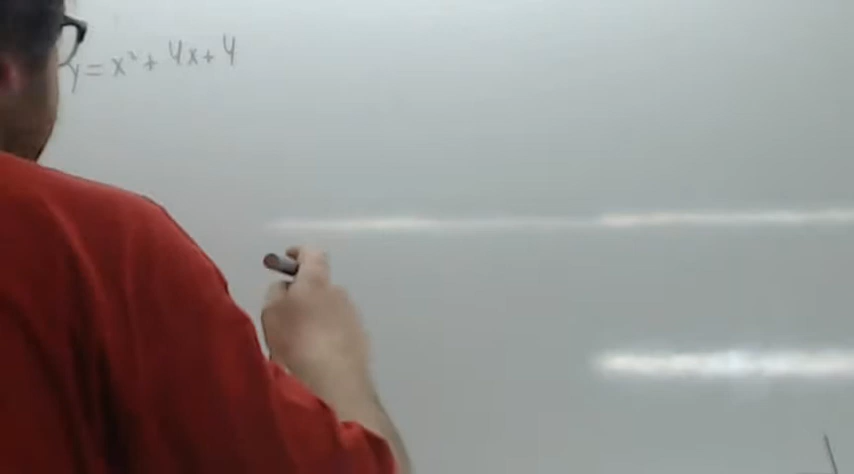 y = x² + 4x + 4